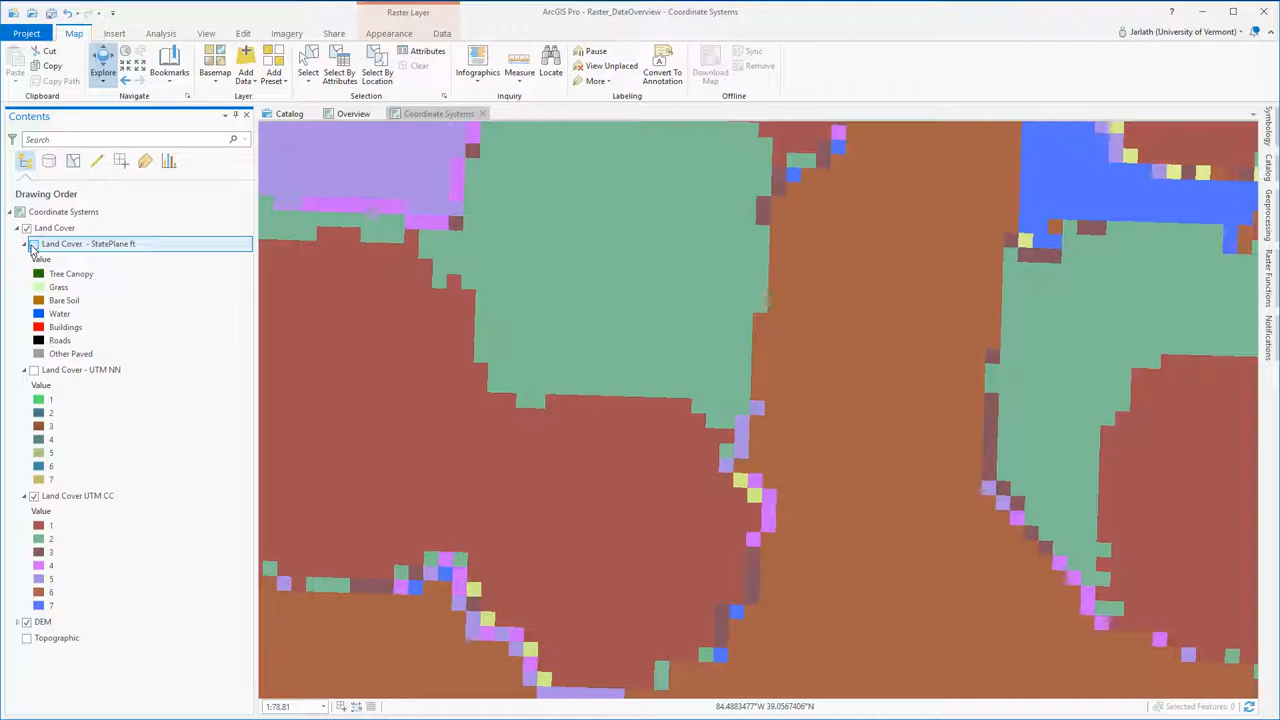 ArcGIS Pro - Raster_DataOverview - Coordinate Systems
Raster Layer
?
Project Map Insert Analysis View Edit Imagery Share Appearance Data
Jarlath (University of Vermont)
Paste
Cut
Copy
Copy Path
Clipboard
Explore
Bookmarks
Navigate
Basemap
Add Data
Add Preset
Layer
Select
Select By Attributes
Select By Location
Attributes
Clear
Selection
Infographics
Measure
Locate
Inquiry
Pause
View Unplaced
More
Convert To Annotation
Labeling
Download Map
Sync
Remove
Offline
Contents
Catalog
Overview
Coordinate Systems
Search
Drawing Order
Coordinate Systems
Land Cover
Land Cover - StatePlane ft
Value
Tree Canopy
Grass
Bare Soil
Water
Buildings
Roads
Other Paved
Land Cover - UTM NN
Value
1
2
3
4
5
6
7
Land Cover UTM CC
Value
1
2
3
4
5
6
7
DEM
Topographic
Symbology
Catalog
Geoprocessing
Raster Functions
Notifications
1:78.81
84.4883477°W 39.0567406°N
Selected Features: 0